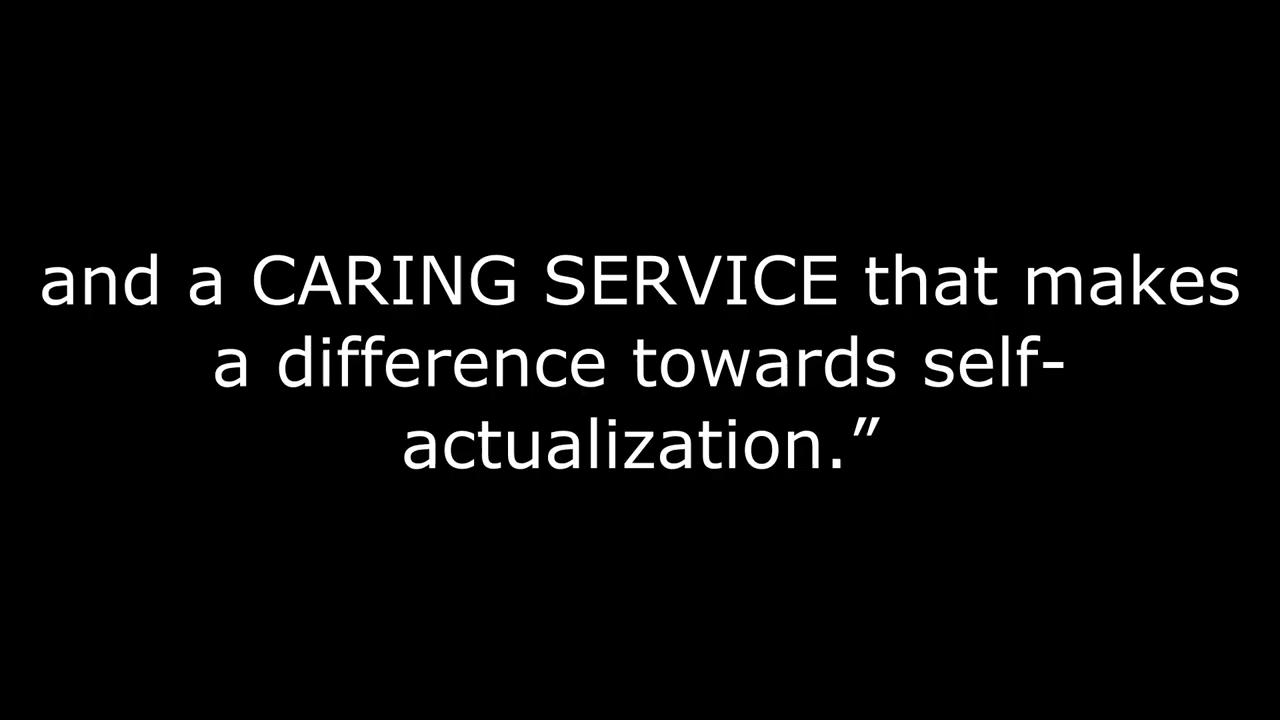 and a CARING SERVICE that makes
a difference towards self-
actualization.”